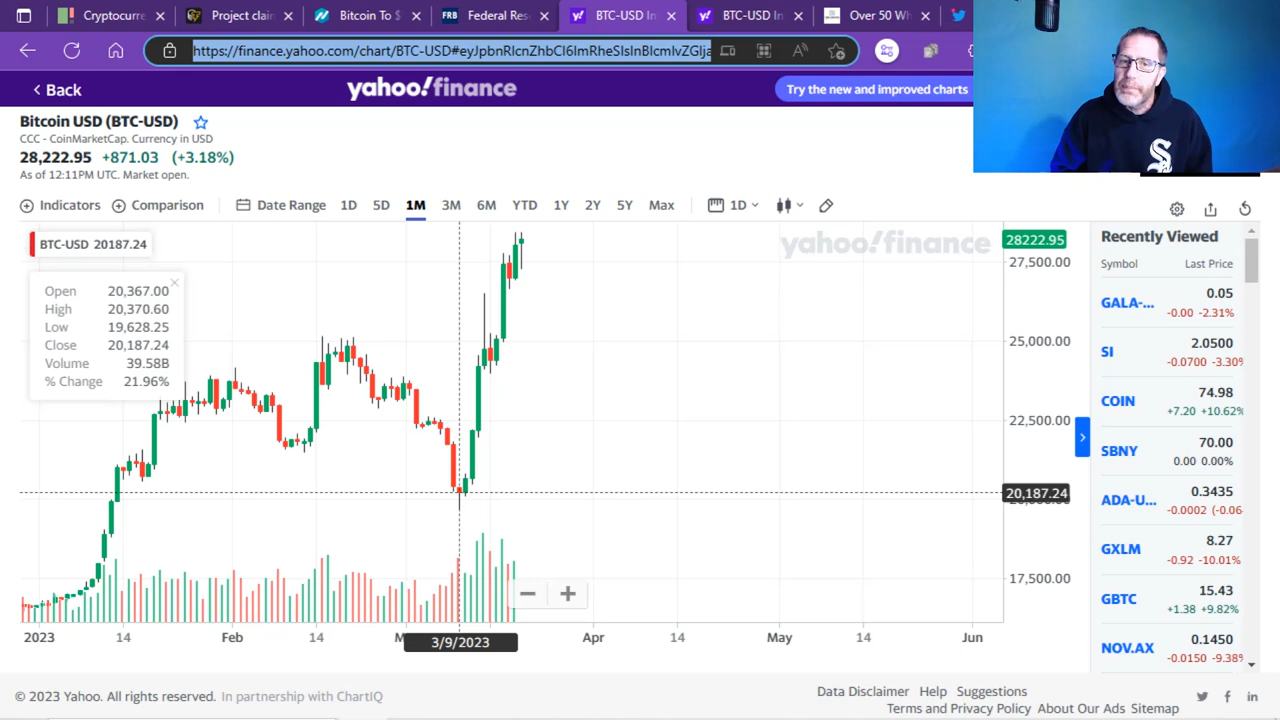 Cryptocurre
Project clain
Bitcoin To $
FRB Federal Res
BTC-USD In
BTC-USD In
Over 50 Wh
https://finance.yahoo.com/chart/BTC-USD#eyJpbnRlcnZhbCI6ImRheSIsInBlcmlvZGlja
< Back
yahoo!finance
Try the new and improved charts
Bitcoin USD (BTC-USD)
CCC - CoinMarketCap. Currency in USD
28,222.95 +871.03 (+3.18%)
As of 12:11PM UTC. Market open.
Indicators Comparison Date Range 1D 5D 1M 3M 6M YTD 1Y 2Y 5Y Max 1D
BTC-USD 20187.24
yahoo!finance
Open 20,367.00
High 20,370.60
Low 19,628.25
Close 20,187.24
Volume 39.58B
% Change 21.96%
28222.95
27,500.00
25,000.00
22,500.00
20,187.24
17,500.00
2023 14 Feb 14 3/9/2023 Apr 14 May 14 Jun
Recently Viewed
Symbol Last Price
GALA-... 0.05
-0.00 -2.31%
SI 2.0500
-0.0700 -3.30%
COIN 74.98
+7.20 +10.62%
SBNY 70.00
0.00 0.00%
ADA-U... 0.3435
-0.0002 (-0.06
GXLM 8.27
-0.92 -10.01%
GBTC 15.43
+1.38 +9.82%
NOV.AX 0.1450
-0.0150 -9.38%
© 2023 Yahoo. All rights reserved. In partnership with ChartIQ
Data Disclaimer Help Suggestions
Terms and Privacy Policy About Our Ads Sitemap